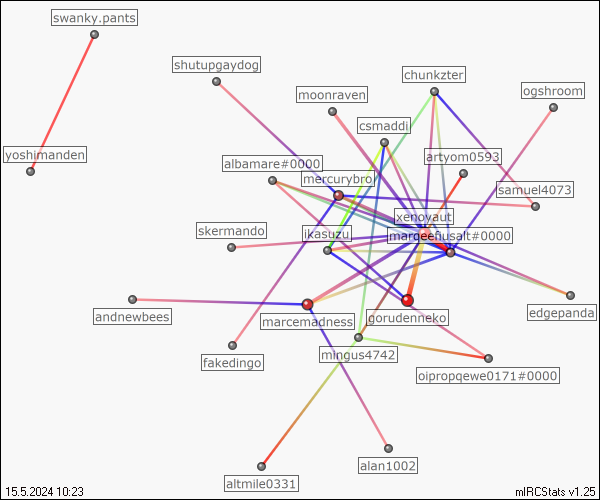 swanky.pants
shutupgaydog
chunkzter
moonraven
ogshroom
csmaddi
yoshimanden
artyom0593
albamare#0000
mercurybro
samuel4073
xenovaut
skermando
ikasuzu
margeefiusalt#0000
edgepanda
andnewbees
marcemadness
gorudenneko
mingus4742
fakedingo
oipropqewe0171#0000
alan1002
altmile0331
15.5.2024 10:23
mIRCStats v1.25